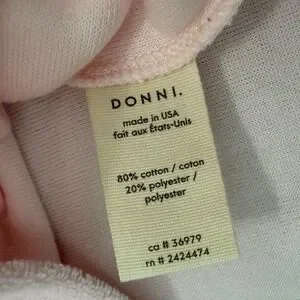 DONNI.
made in USA
fait aux États-Unis
80% cotton / coton
20% polyester /
polyester
ca # 36979
rn # 2424474